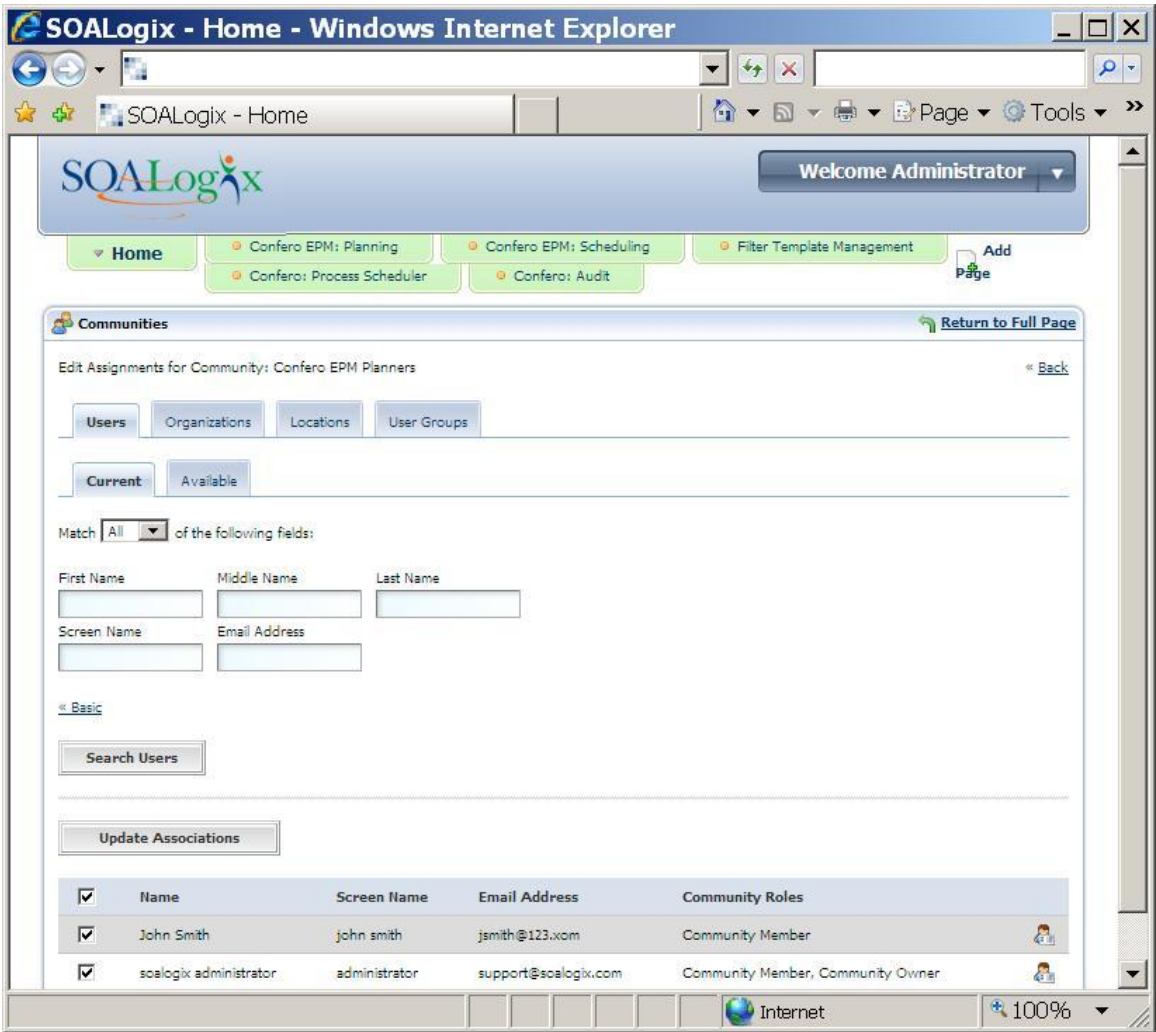 SOALogix - Home - Windows Internet Explorer
SOALogix - Home
Page
Tools
SOALogix
Welcome Administrator
Home
Confero EPM: Planning
Confero EPM: Scheduling
Filter Template Management
Add Page
Confero: Process Scheduler
Confero: Audit
Communities
Return to Full Page
Edit Assignments for Community: Confero EPM Planners
« Back
Users Organizations Locations User Groups
Current Available
Match All of the following fields:
First Name Middle Name Last Name
Screen Name Email Address
« Basic
Search Users
Update Associations
Name Screen Name Email Address Community Roles
John Smith john smith jsmith@123.xom Community Member
soalogix administrator administrator support@soalogix.com Community Member, Community Owner
Internet 100%